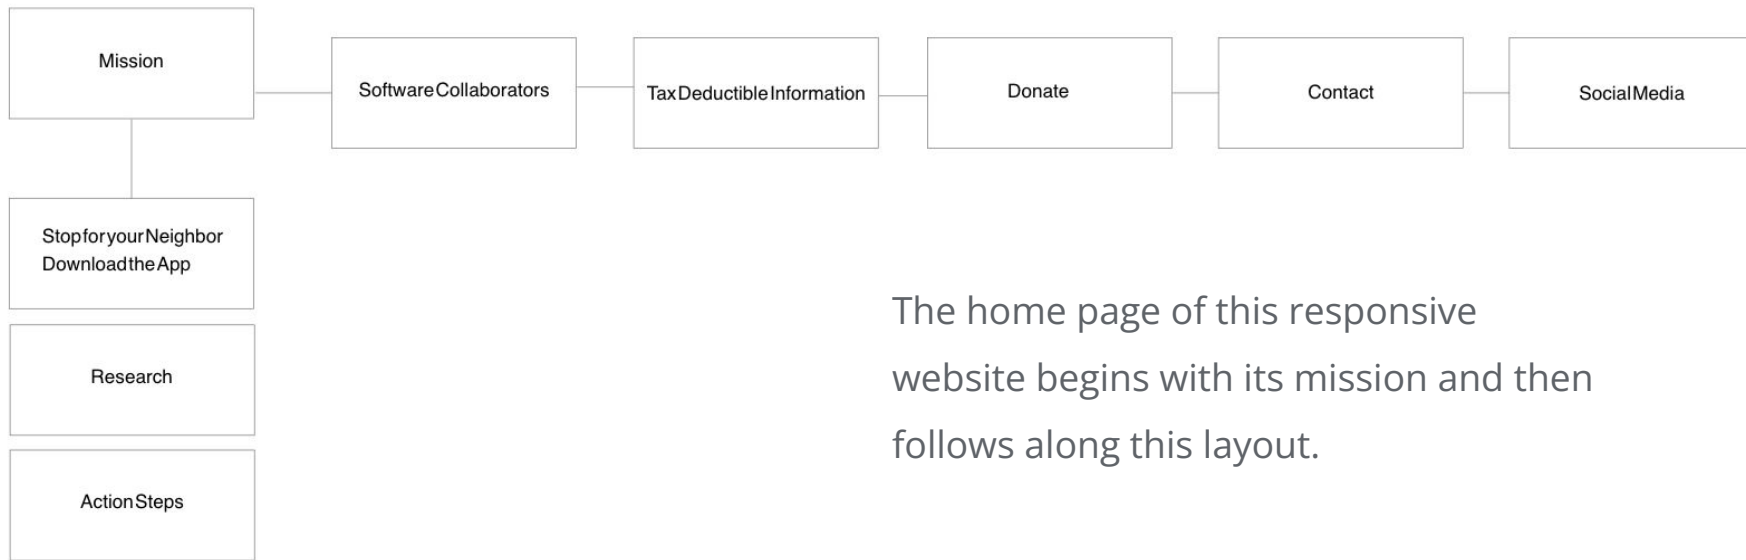 Mission
Software Collaborators
Tax Deductible Information
Donate
Contact
Social Media
Stop for your Neighbor
Download the App
Research
Action Steps
The home page of this responsive
website begins with its mission and then
follows along this layout.